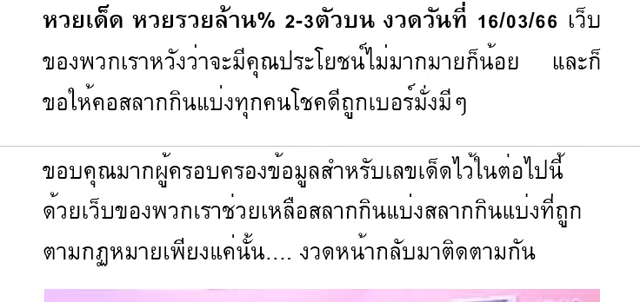 หวยเด็ด หวยรวยล้าน% 2-3ตัวบน งวดวันที่ 16/03/66 เว็บ
ของพวกเราหวังว่าจะมีคุณประโยชน์ไม่มากมายก็น้อย และก็
ขอให้คอสลากกินแบ่งทุกคนโชคดีถูกเบอร์มั่งมีๆ
ขอบคุณมากผู้ครอบครองข้อมูลสำหรับเลขเด็ดไว้ในต่อไปนี้
ด้วยเว็บของพวกเราช่วยเหลือสลากกินแบ่งสลากกินแบ่งที่ถูก
ตามกฏหมายเพียงแค่นั้น.... งวดหน้ากลับมาติดตามกัน